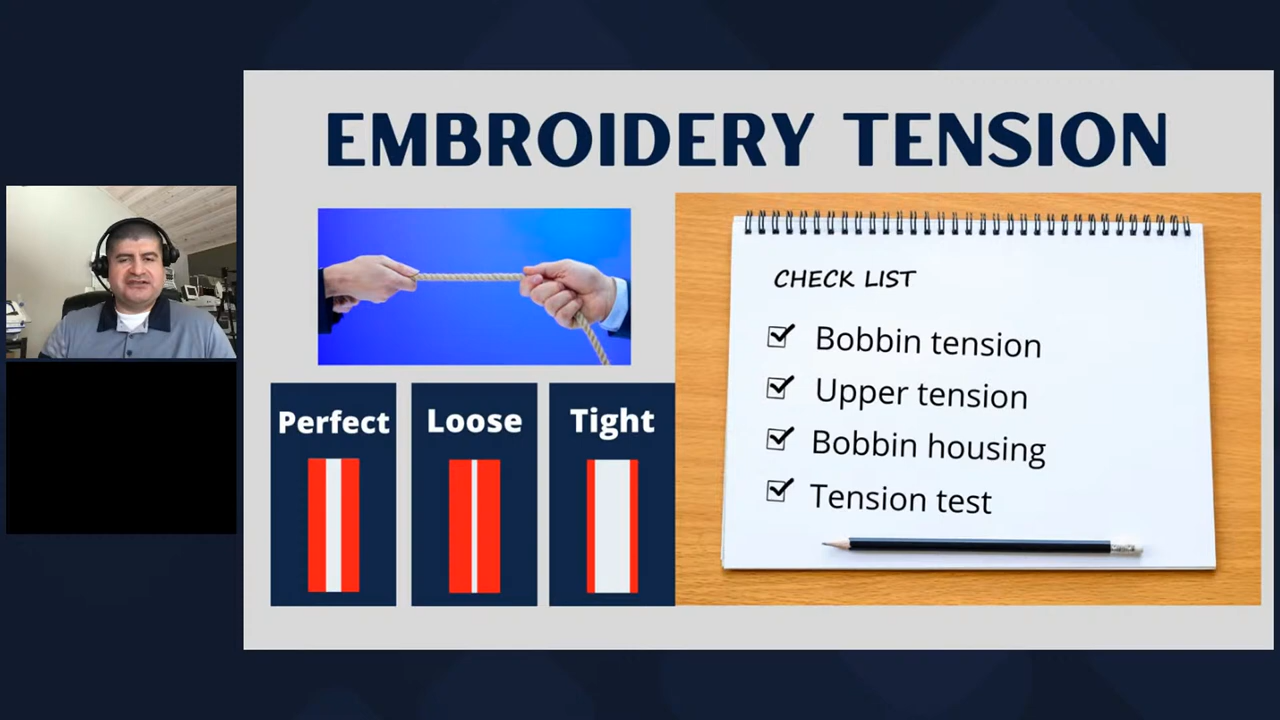 EMBROIDERY TENSION
Perfect
Loose
Tight
CHECK LIST
Bobbin tension
Upper tension
Bobbin housing
Tension test